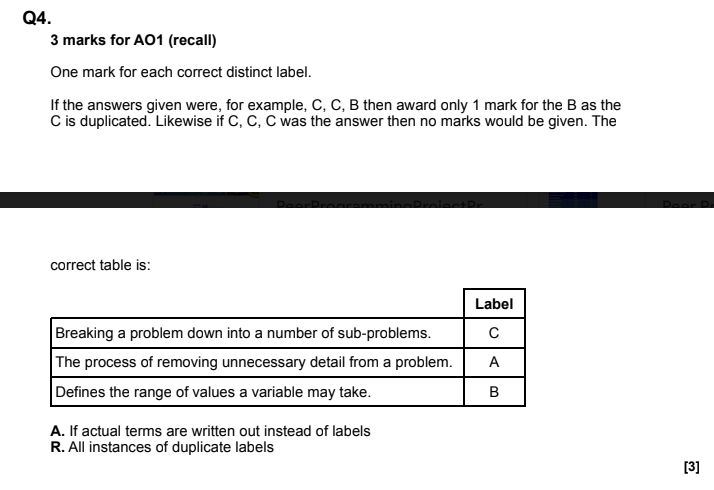 Q4.
3 marks for AO1 (recall)
One mark for each correct distinct label.
If the answers given were, for example, C, C, B then award only 1 mark for the B as the
C is duplicated. Likewise if C, C, C was the answer then no marks would be given. The
PeerProgrammingProjectPr
Peer Pr
correct table is:
Label
Breaking a problem down into a number of sub-problems. C
The process of removing unnecessary detail from a problem. A
Defines the range of values a variable may take. B
A. If actual terms are written out instead of labels
R. All instances of duplicate labels
[3]